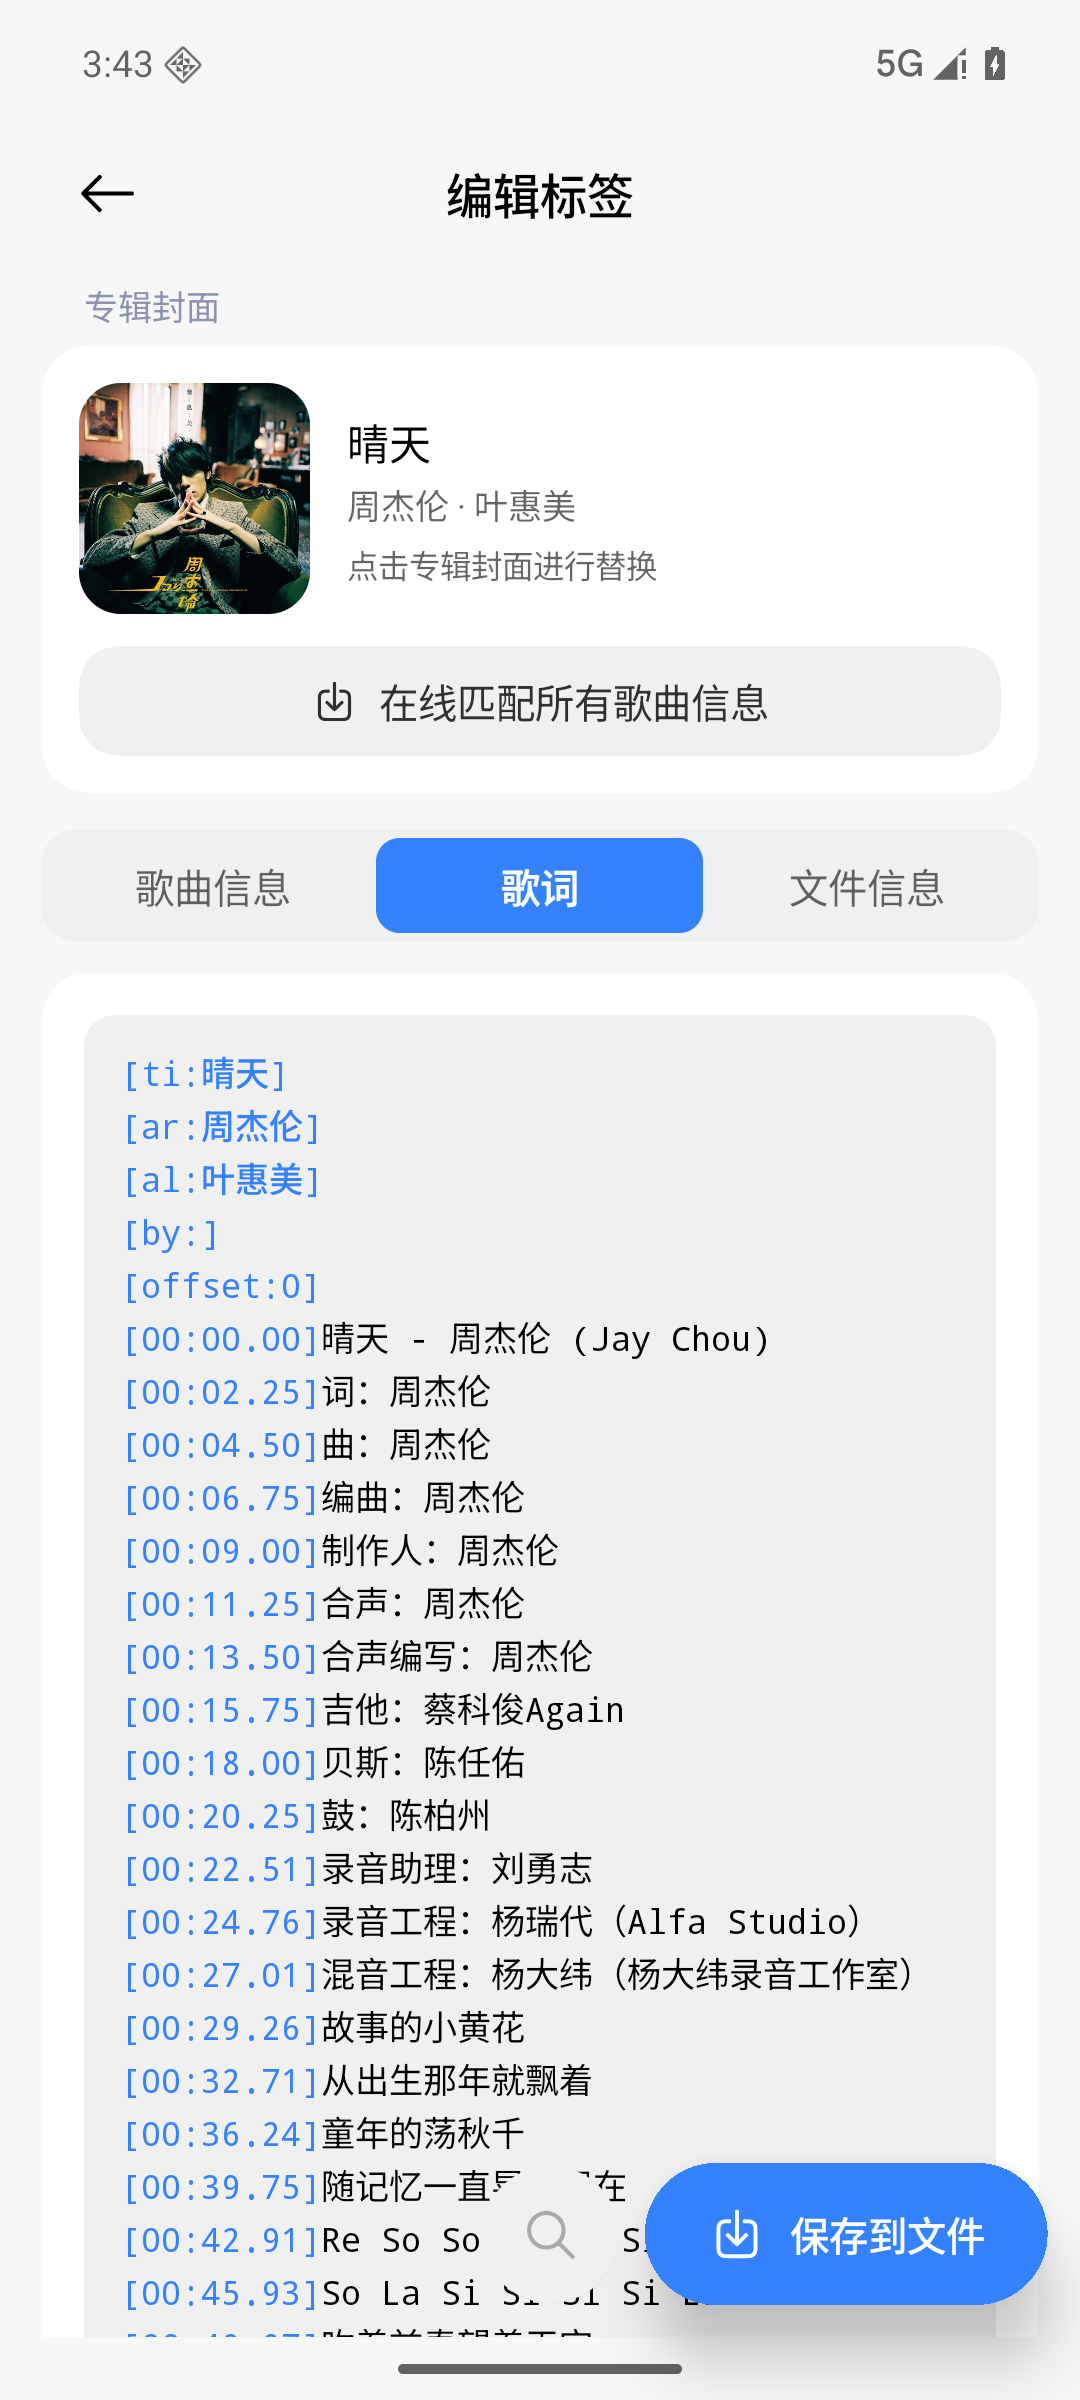 3:43
5G
编辑标签
专辑封面
晴天
周杰伦 · 叶惠美
点击专辑封面进行替换
周杰伦
Jay
在线匹配所有歌曲信息
歌曲信息
歌词
文件信息
[ti:晴天]
[ar:周杰伦]
[al:叶惠美]
[by:]
[offset:0]
[00:00.00]晴天 - 周杰伦 (Jay Chou)
[00:02.25]词：周杰伦
[00:04.50]曲：周杰伦
[00:06.75]编曲：周杰伦
[00:09.00]制作人：周杰伦
[00:11.25]合声：周杰伦
[00:13.50]合声编写：周杰伦
[00:15.75]吉他：蔡科俊Again
[00:18.00]贝斯：陈任佑
[00:20.25]鼓：陈柏州
[00:22.51]录音助理：刘勇志
[00:24.76]录音工程：杨瑞代（Alfa Studio）
[00:27.01]混音工程：杨大纬（杨大纬录音工作室）
[00:29.26]故事的小黄花
[00:32.71]从出生那年就飘着
[00:36.24]童年的荡秋千
[00:39.75]随记忆一直 在
[00:42.91]Re So So
[00:45.93]So La Si Si Si Si
保存到文件